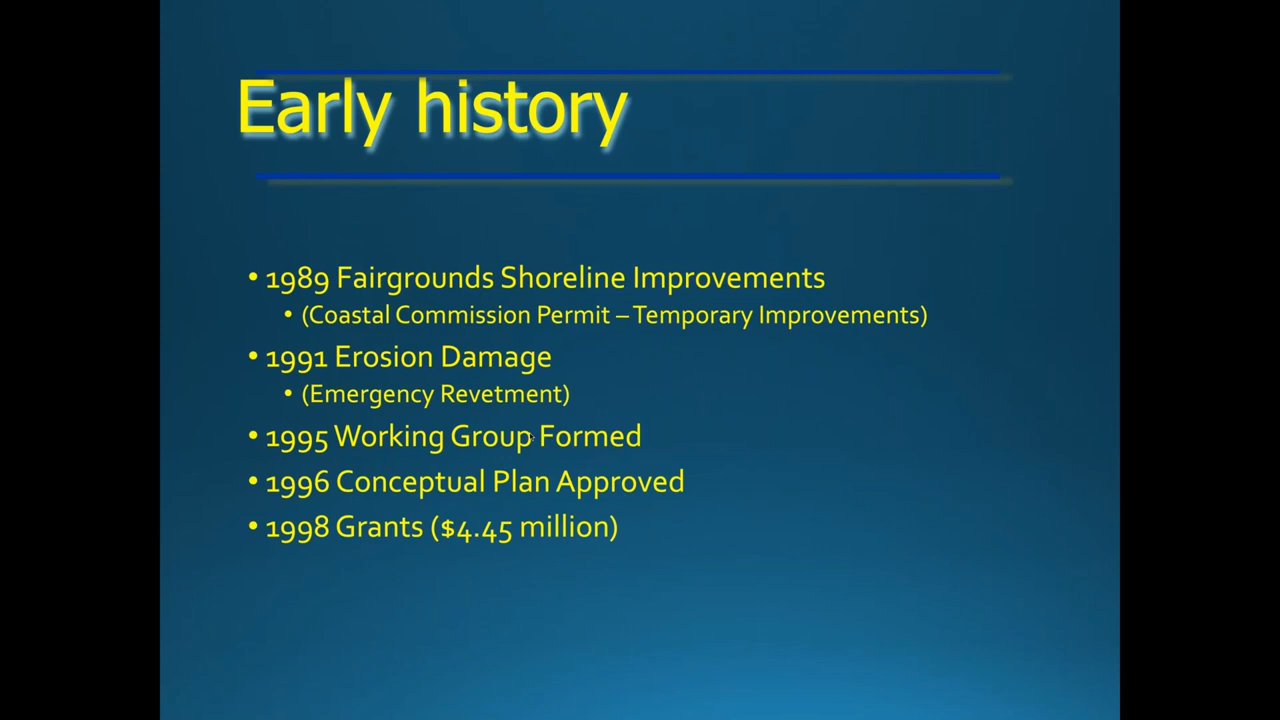 Early history
• 1989 Fairgrounds Shoreline Improvements
• (Coastal Commission Permit – Temporary Improvements)
• 1991 Erosion Damage
• (Emergency Revetment)
• 1995 Working Group Formed
• 1996 Conceptual Plan Approved
• 1998 Grants ($4.45 million)